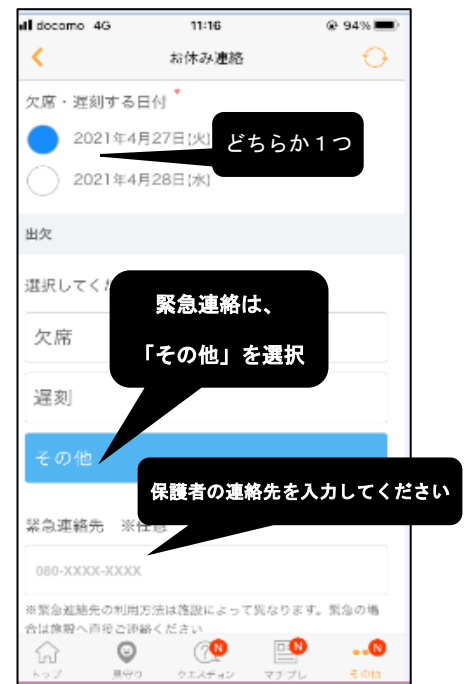 docomo 4G 11:16 94%
お休み連絡
欠席・遅刻する日付 *
2021年4月27日(火)
どちらか1つ
2021年4月28日(水)
出欠
選択してく
緊急連絡は、
「その他」を選択
欠席
遅刻
その他
保護者の連絡先を入力してください
緊急連絡先 ※任意
080-XXXX-XXXX
※緊急連絡先の利用方法は施設によって異なります。緊急の場
合は施設へ直接ご連絡ください
N N N
トップ 見守り クエスチョン マチプレ その他